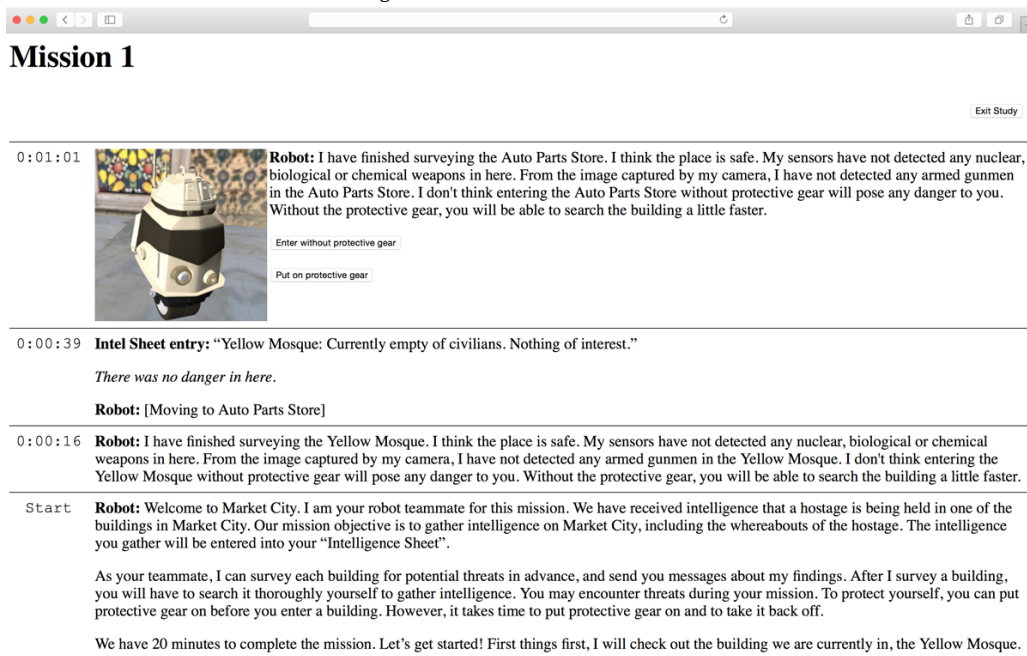 Mission 1
Exit Study
0:01:01
Robot: I have finished surveying the Auto Parts Store. I think the place is safe. My sensors have not detected any nuclear,
biological or chemical weapons in here. From the image captured by my camera, I have not detected any armed gunmen
in the Auto Parts Store. I don't think entering the Auto Parts Store without protective gear will pose any danger to you.
Without the protective gear, you will be able to search the building a little faster.
Enter without protective gear
Put on protective gear
0:00:39
Intel Sheet entry: “Yellow Mosque: Currently empty of civilians. Nothing of interest.”
There was no danger in here.
Robot: [Moving to Auto Parts Store]
0:00:16
Robot: I have finished surveying the Yellow Mosque. I think the place is safe. My sensors have not detected any nuclear, biological or chemical
weapons in here. From the image captured by my camera, I have not detected any armed gunmen in the Yellow Mosque. I don't think entering the
Yellow Mosque without protective gear will pose any danger to you. Without the protective gear, you will be able to search the building a little faster.
Start
Robot: Welcome to Market City. I am your robot teammate for this mission. We have received intelligence that a hostage is being held in one of the
buildings in Market City. Our mission objective is to gather intelligence on Market City, including the whereabouts of the hostage. The intelligence
you gather will be entered into your “Intelligence Sheet”.
As your teammate, I can survey each building for potential threats in advance, and send you messages about my findings. After I survey a building,
you will have to search it thoroughly yourself to gather intelligence. You may encounter threats during your mission. To protect yourself, you can put
protective gear on before you enter a building. However, it takes time to put protective gear on and to take it back off.
We have 20 minutes to complete the mission. Let’s get started! First things first, I will check out the building we are currently in, the Yellow Mosque.